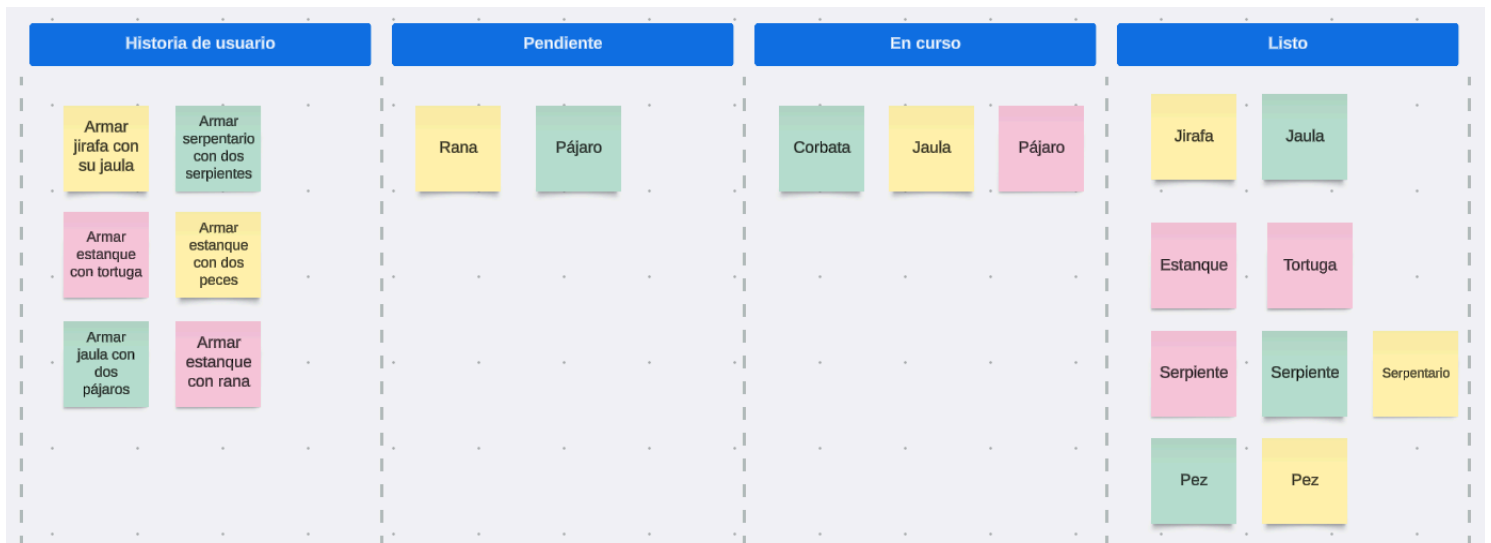 Historia de usuario
Pendiente
En curso
Listo
Armar
jirafa con
su jaula
Armar
serpentario
con dos
serpientes
Armar
estanque
con tortuga
Armar
estanque
con dos
peces
Armar
jaula con
dos
pájaros
Armar
estanque
con rana
Rana
Pájaro
Corbata
Jaula
Pájaro
Jirafa
Jaula
Estanque
Tortuga
Serpiente
Serpiente
Serpentario
Pez
Pez